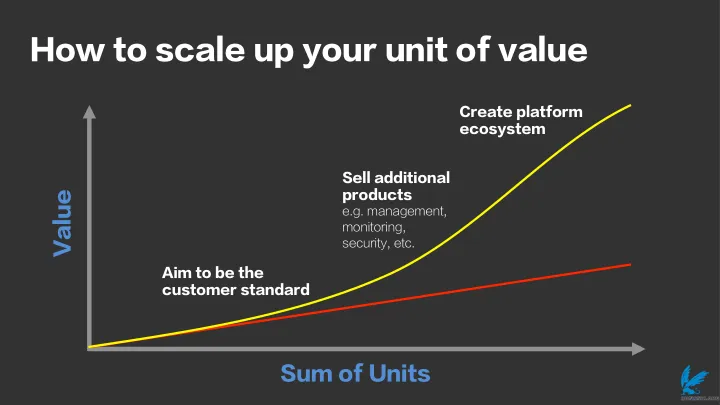 How to scale up your unit of value
Create platform
ecosystem
Sell additional
products
e.g. management,
monitoring,
security, etc.
Aim to be the
customer standard
Value
Sum of Units